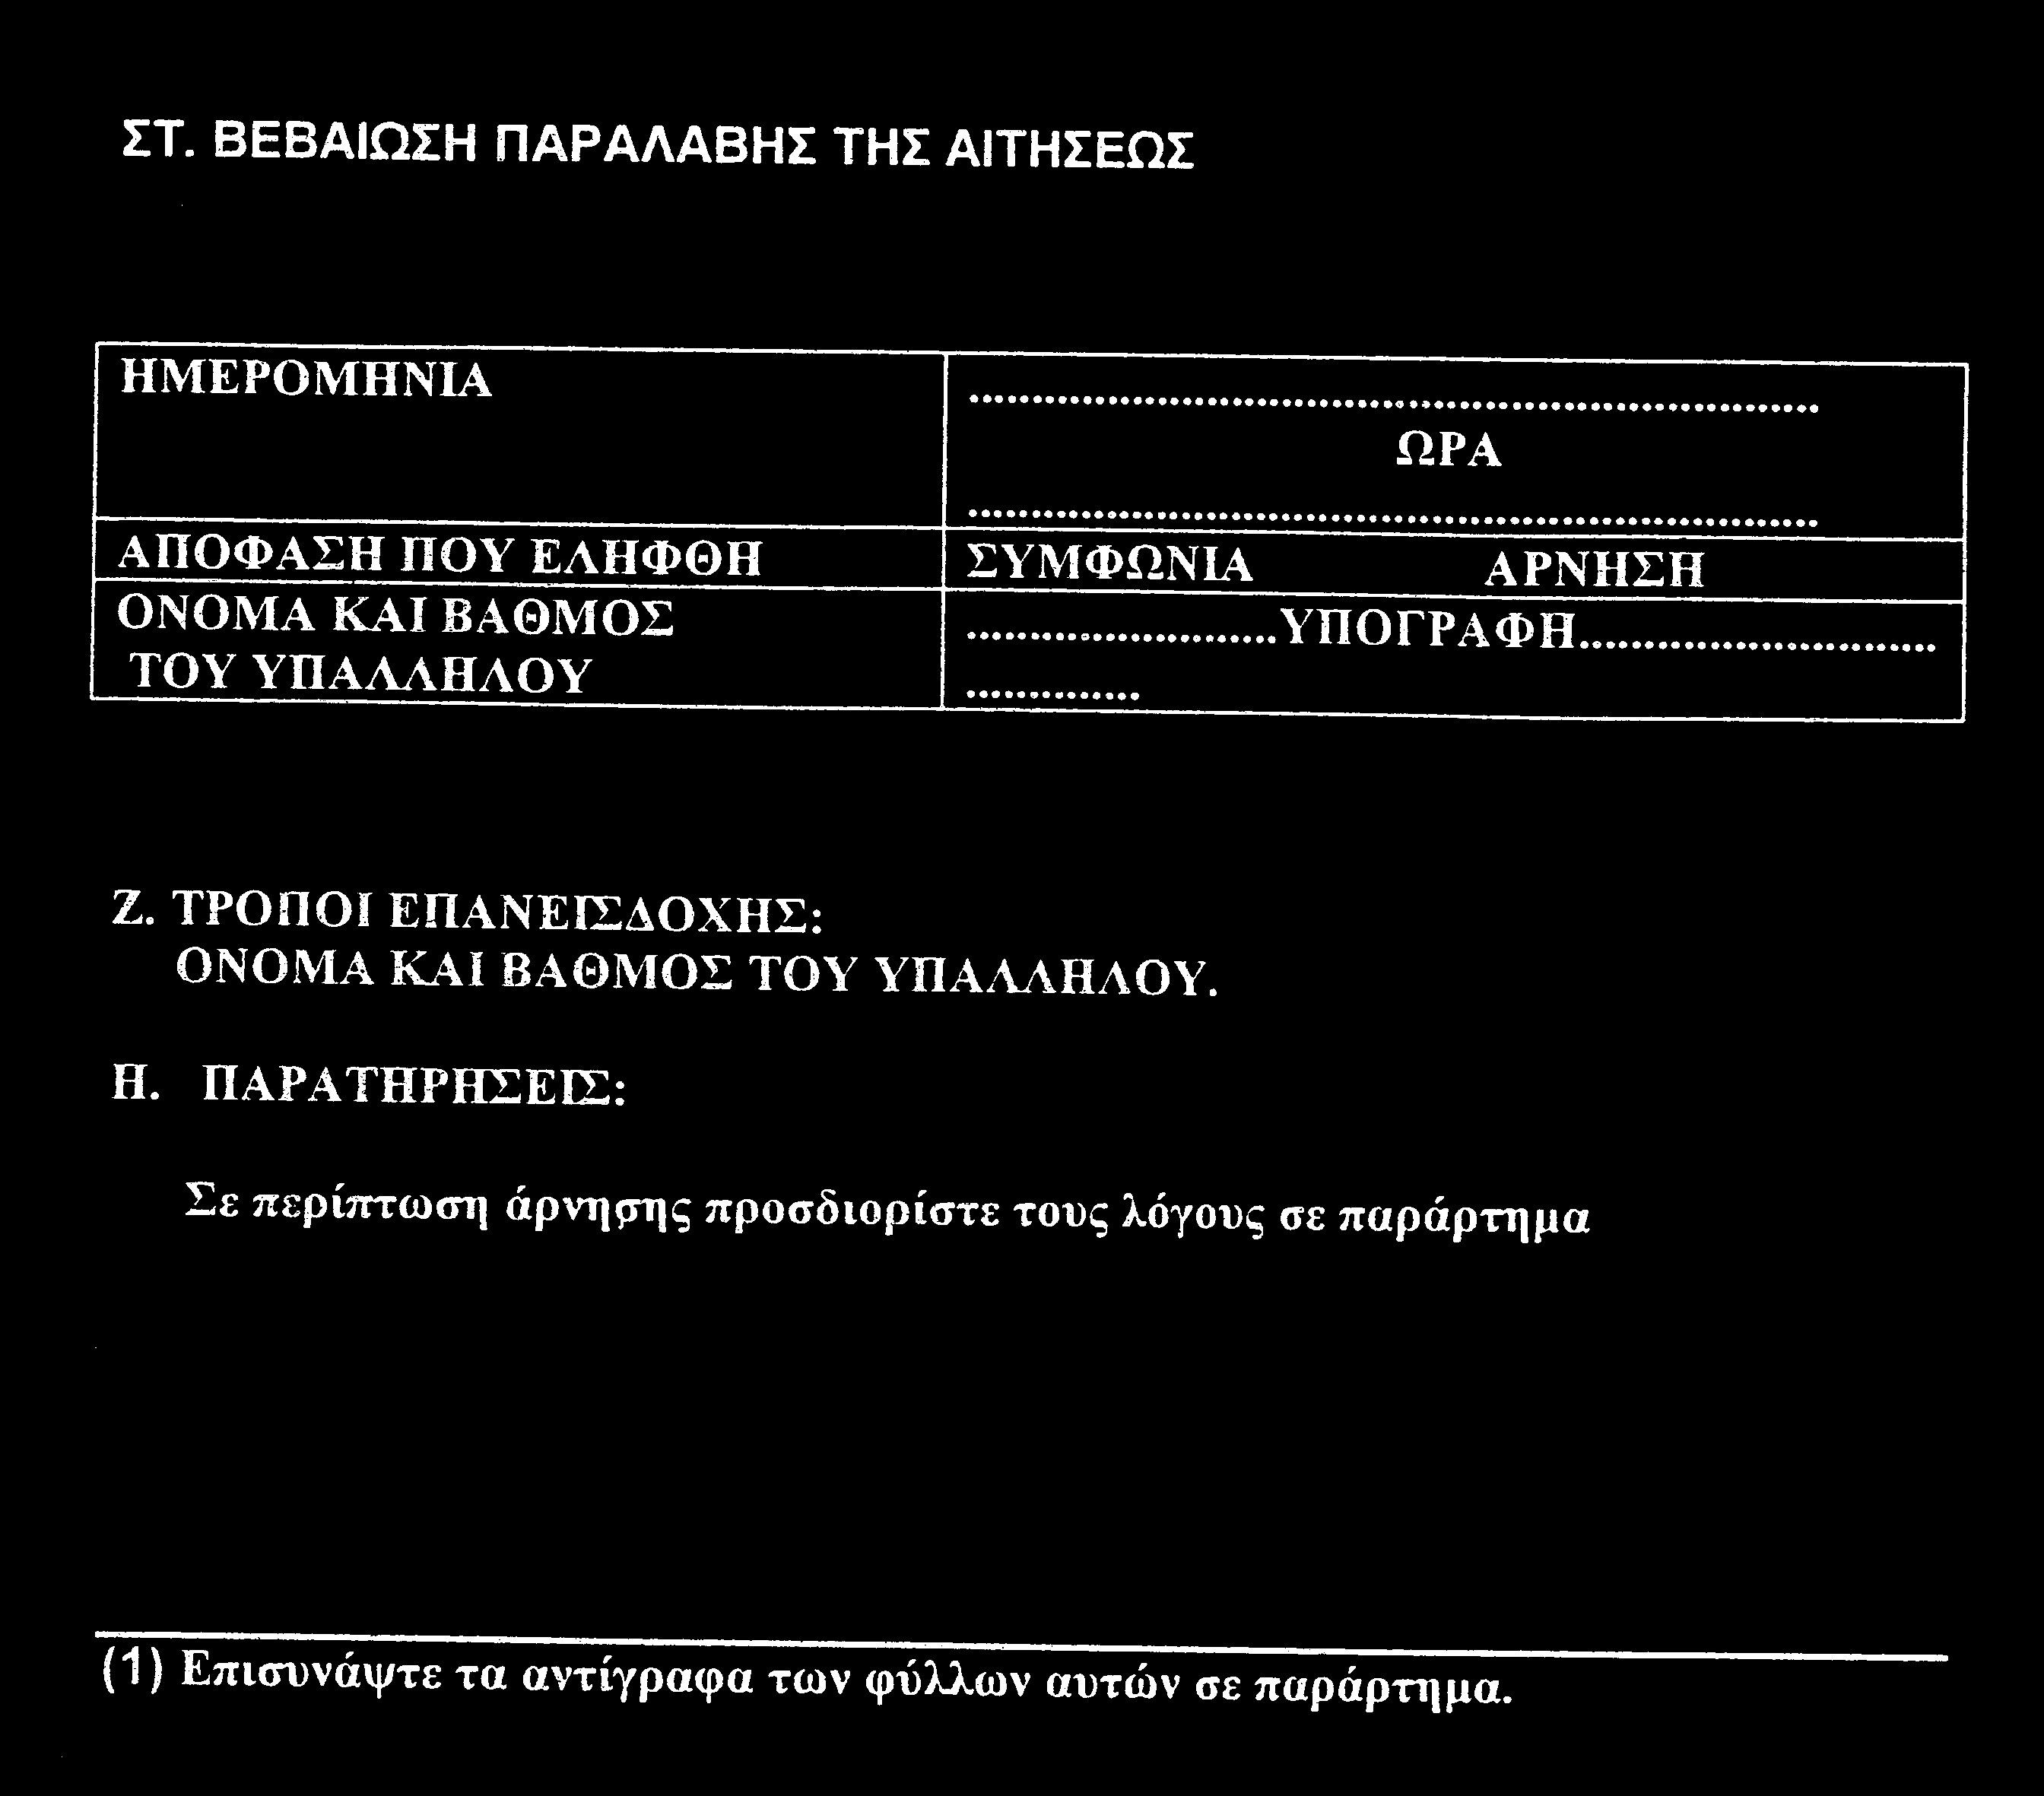 ΣΤ. ΒΕΒΑΙΩΣΗ ΠΑΡΑΛΑΒΗΣ ΤΗΣ ΑΙΤΗΣΕΩΣ
ΗΜΕΡΟΜΗΝΙΑ ....................................................................
ΩΡΑ
....................................................................
ΑΠΟΦΑΣΗ ΠΟΥ ΕΛΗΦΘΗ ΣΥΜΦΩΝΙΑ ΑΡΝΗΣΗ
ΟΝΟΜΑ ΚΑΙ ΒΑΘΜΟΣ .........................ΥΠΟΓΡΑΦΗ............................
ΤΟΥ ΥΠΑΛΛΗΛΟΥ ..............
Ζ. ΤΡΟΠΟΙ ΕΠΑΝΕΙΣΔΟΧΗΣ:
ΟΝΟΜΑ ΚΑΙ ΒΑΘΜΟΣ ΤΟΥ ΥΠΑΛΛΗΛΟΥ.
Η. ΠΑΡΑΤΗΡΗΣΕΙΣ:
Σε περίπτωση άρνησης προσδιορίστε τους λόγους σε παράρτημα
(1) Επισυνάψτε τα αντίγραφα των φύλλων αυτών σε παράρτημα.